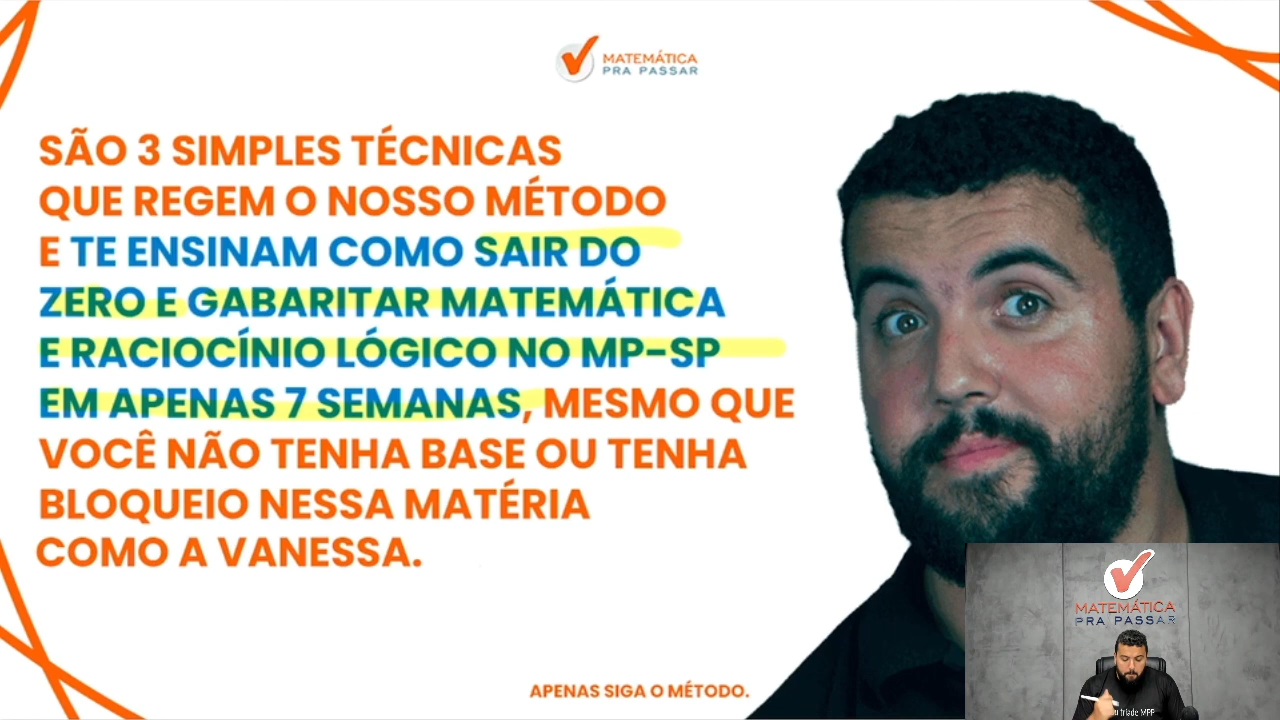 MATEMÁTICA
PRA PASSAR
SÃO 3 SIMPLES TÉCNICAS
QUE REGEM O NOSSO MÉTODO
E TE ENSINAM COMO SAIR DO
ZERO E GABARITAR MATEMÁTICA
E RACIOCÍNIO LÓGICO NO MP-SP
EM APENAS 7 SEMANAS, MESMO QUE
VOCÊ NÃO TENHA BASE OU TENHA
BLOQUEIO NESSA MATÉRIA
COMO A VANESSA.
APENAS SIGA O MÉTODO.
MATEMÁTICA
PRA PASSAR
tríade MPP